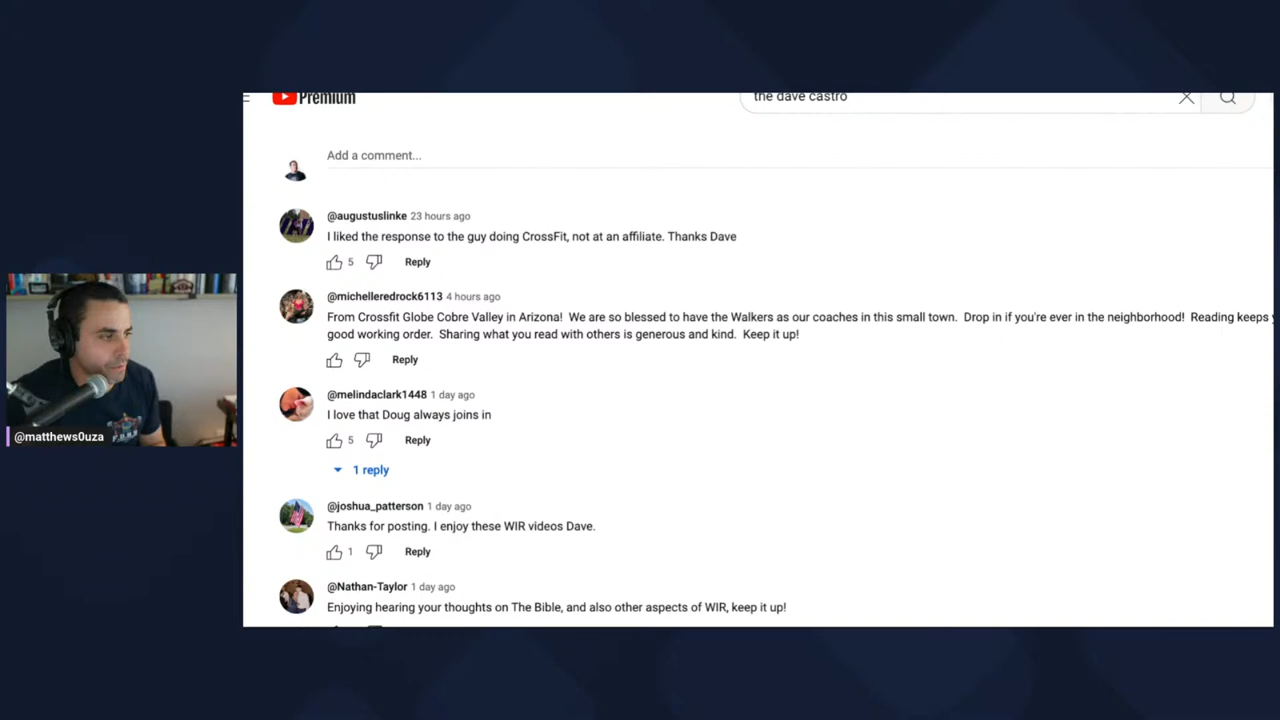 Premium
the dave castro
Add a comment...
@augustuslinke 23 hours ago
I liked the response to the guy doing CrossFit, not at an affiliate. Thanks Dave
5 Reply
@michelleredrock6113 4 hours ago
From Crossfit Globe Cobre Valley in Arizona! We are so blessed to have the Walkers as our coaches in this small town. Drop in if you're ever in the neighborhood! Reading keeps
good working order. Sharing what you read with others is generous and kind. Keep it up!
Reply
@melindaclark1448 1 day ago
I love that Doug always joins in
5 Reply
1 reply
@matthews0uza
@joshua_patterson 1 day ago
Thanks for posting. I enjoy these WIR videos Dave.
1 Reply
@Nathan-Taylor 1 day ago
Enjoying hearing your thoughts on The Bible, and also other aspects of WIR, keep it up!